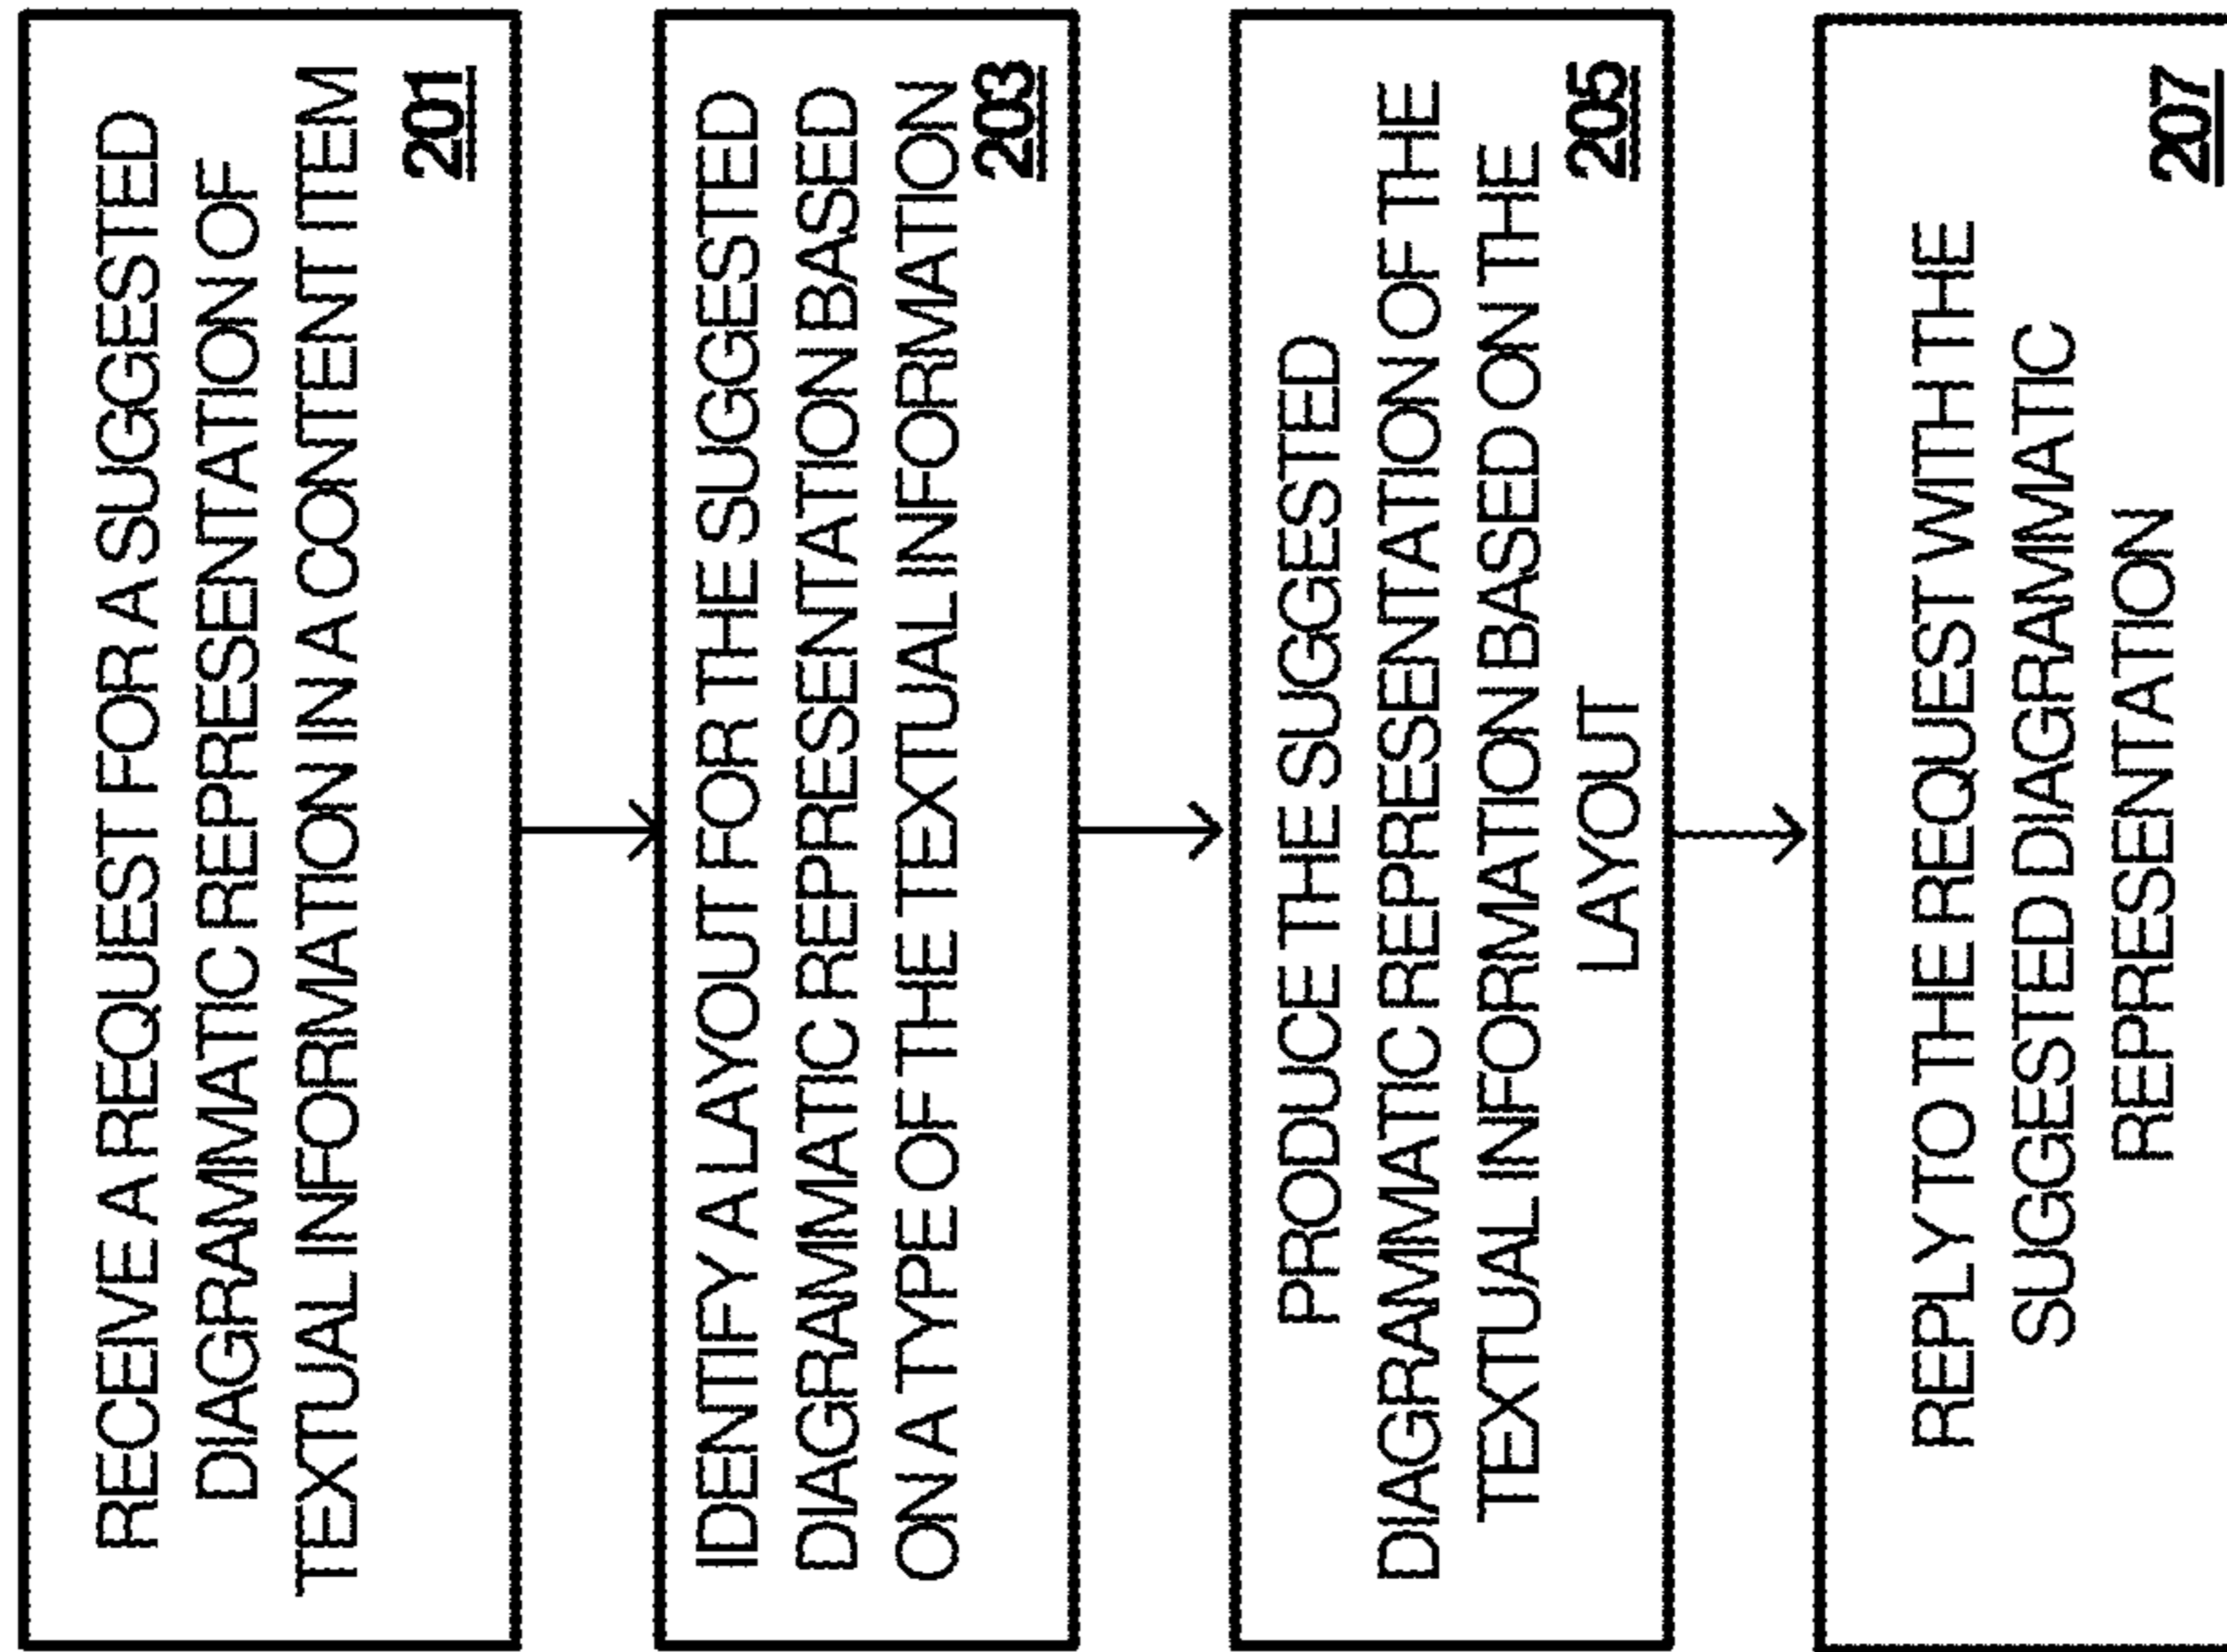 RECEIVE A REQUEST FOR A SUGGESTED
DIAGRAMMATIC REPRESENTATION OF
TEXTUAL INFORMATION IN A CONTENT ITEM
201
IDENTIFY A LAYOUT FOR THE SUGGESTED
DIAGRAMMATIC REPRESENTATION BASED
ON A TYPE OF THE TEXTUAL INFORMATION
203
PRODUCE THE SUGGESTED
DIAGRAMMATIC REPRESENTATION OF THE
TEXTUAL INFORMATION BASED ON THE
LAYOUT
205
REPLY TO THE REQUEST WITH THE
SUGGESTED DIAGRAMMATIC
REPRESENTATION
207